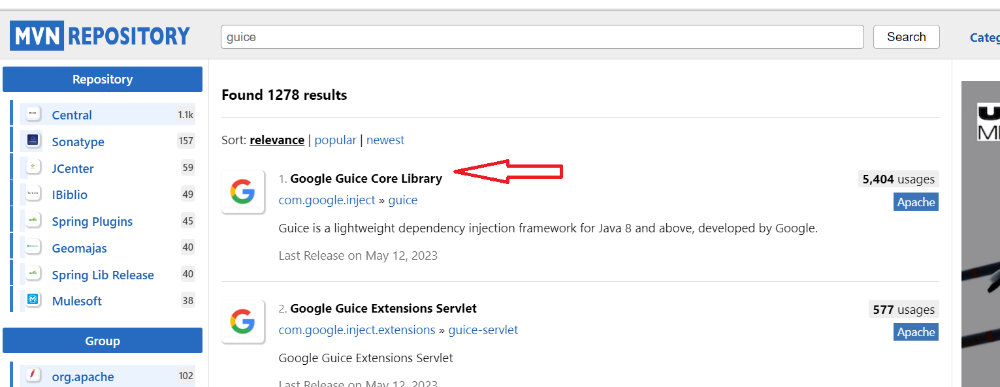 MVN REPOSITORY
guice
Search
Categ
Repository
Central 1.1k
Sonatype 157
JCenter 59
IBiblio 49
Spring Plugins 45
Geomajas 40
Spring Lib Release 40
Mulesoft 38
Group
org.apache 102
Found 1278 results
Sort: relevance | popular | newest
1. Google Guice Core Library
5,404 usages
com.google.inject » guice
Apache
Guice is a lightweight dependency injection framework for Java 8 and above, developed by Google.
Last Release on May 12, 2023
2. Google Guice Extensions Servlet
577 usages
com.google.inject.extensions » guice-servlet
Apache
Google Guice Extensions Servlet
Last Release on May 12, 2023